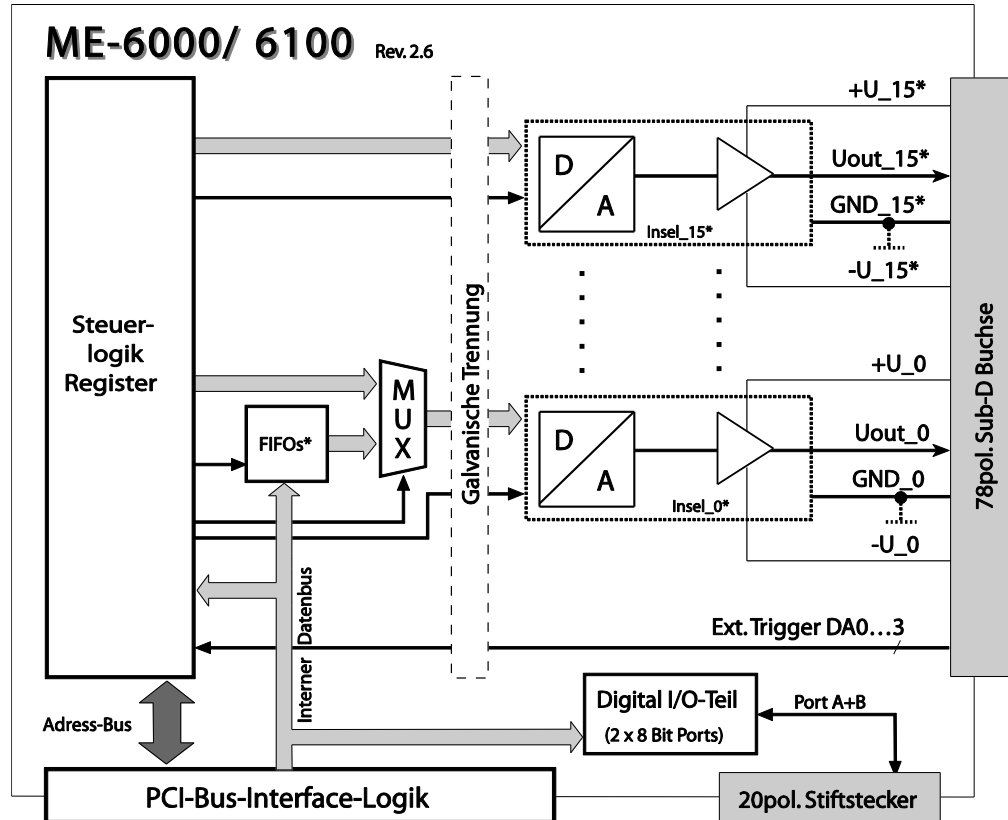 ME-6000/ 6100 Rev. 2.6
+U_15*
Uout_15*
GND_15*
-U_15*
D
A
Insel_15*
Steuer-
logik
Register
Galvanische Trennung
78pol. Sub-D Buchse
MUX
FIFOs*
+U_0
Uout_0
GND_0
-U_0
D
A
Insel_0*
Ext. Trigger DA0…3
Interner Datenbus
Adress-Bus
Digital I/O-Teil
(2 x 8 Bit Ports)
Port A+B
PCI-Bus-Interface-Logik
20pol. Stiftstecker